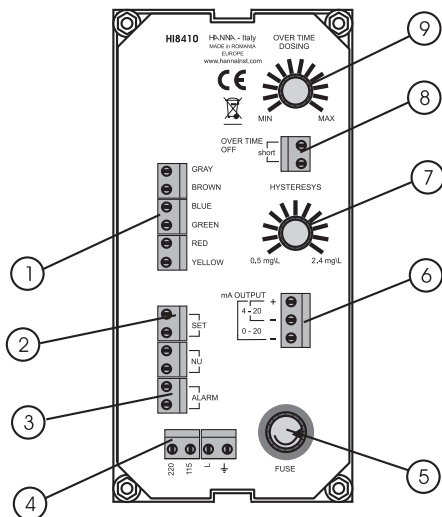 HI8410
HANNA - Italy
MADE in ROMANIA
EUROPE
www.hannainst.com
CE
OVER TIME
DOSING
MIN
MAX
OVER TIME
OFF
short
HYSTERESYS
0,5 mg\L
2,4 mg\L
GRAY
BROWN
BLUE
GREEN
RED
YELLOW
SET
NU
ALARM
mA OUTPUT
+
4 - 20
-
0 - 20
-
220
115
L
FUSE
1
2
3
4
5
6
7
8
9